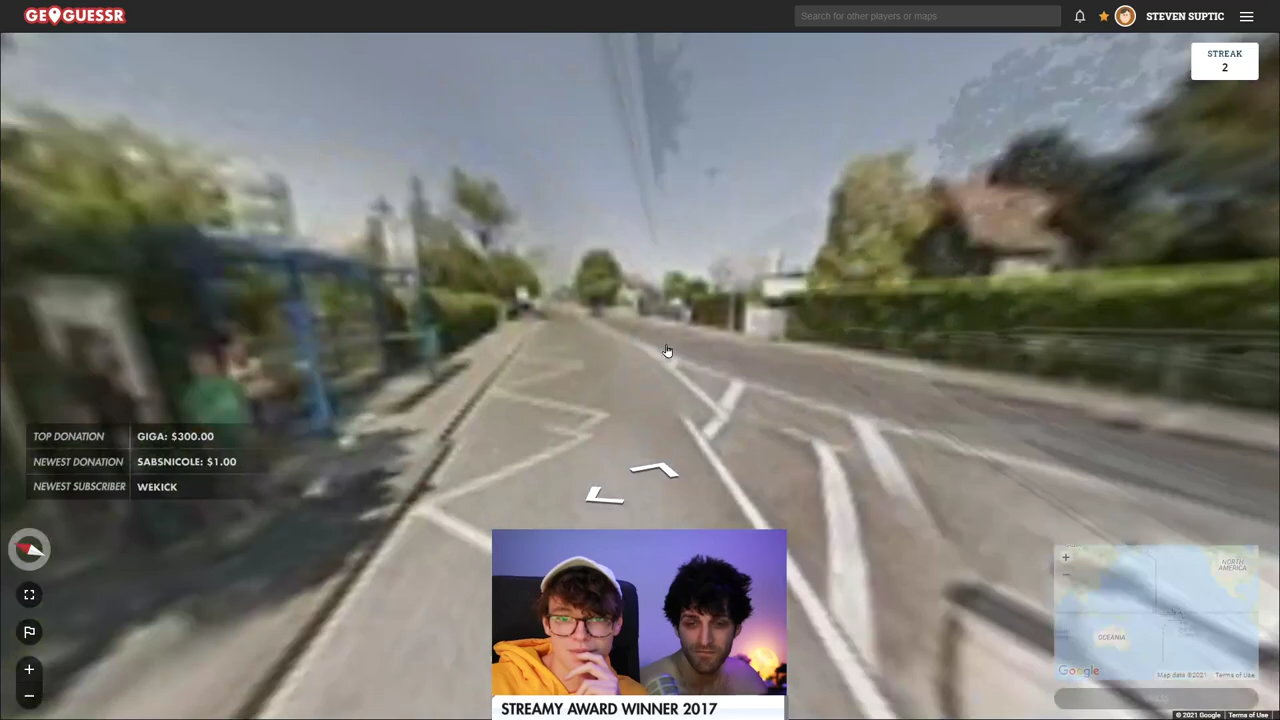 GEOGUESSR
Search for other players or maps
STEVEN SUPTIC
STREAK
2
TOP DONATION GIGA: $300.00
NEWEST DONATION SABSNICOLE: $1.00
NEWEST SUBSCRIBER WEKICK
+
−
+
−
NORTH AMERICA
OCEANIA
Google
Map data ©2021 Terms of Use
© 2021 Google Terms of Use
STREAMY AWARD WINNER 2017